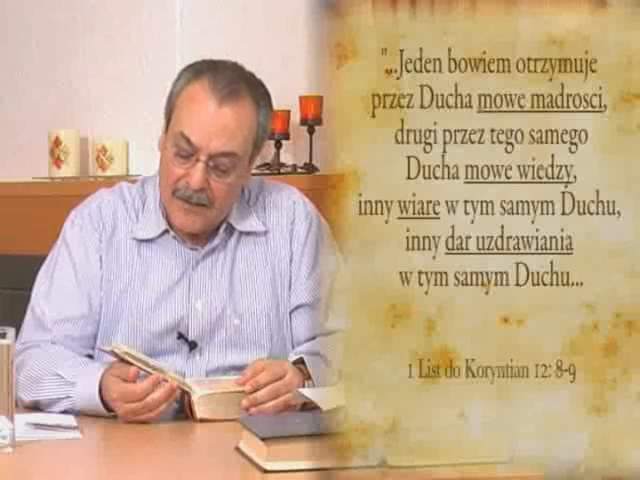 "...Jeden bowiem otrzymuje
przez Ducha mowe madrosci,
drugi przez tego samego
Ducha mowe wiedzy,
inny wiare w tym samym Duchu,
inny dar uzdrawiania
w tym samym Duchu...
1 List do Koryntian 12: 8-9